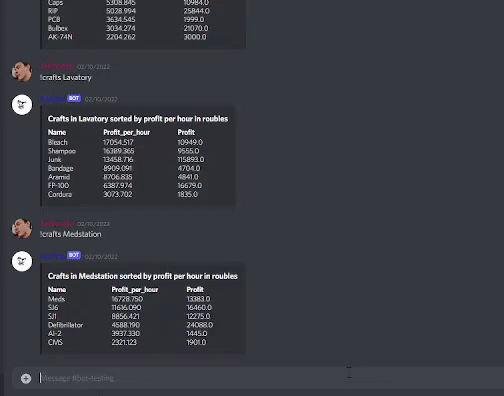 Caps 5308.845 10984.0
RIP 5028.994 25844.0
PCB 3634.545 1999.0
Bulbex 3034.274 21070.0
AK-74N 2204.262 3000.0
02/10/2022
!crafts Lavatory
BOT 02/10/2022
Crafts in Lavatory sorted by profit per hour in roubles
Name Profit_per_hour Profit
Bleach 17054.517 10949.0
Shampoo 16389.365 9555.0
Junk 13458.716 115893.0
Bandage 8909.091 4704.0
Aramid 8706.835 4841.0
FP-100 6387.974 16679.0
Cordura 3073.702 1835.0
02/10/2022
!crafts Medstation
BOT 02/10/2022
Crafts in Medstation sorted by profit per hour in roubles
Name Profit_per_hour Profit
Meds 16728.750 13383.0
SJ6 11616.090 16460.0
SJ1 8856.421 12275.0
Defibrillator 4588.190 24088.0
AI-2 3937.330 1445.0
CMS 2321.123 1901.0
Message #bot-testing